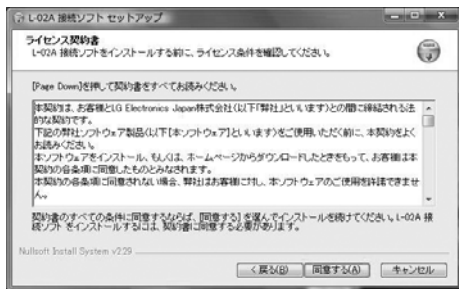 L-02A 接続ソフト セットアップ
ライセンス契約書
L-02A 接続ソフトをインストールする前に、ライセンス条件を確認してください。
[Page Down]を押して契約書をすべてお読みください。
本契約は、お客様とLG Electronics Japan株式会社(以下「弊社」といいます)との間に締結される法
的な契約です。
下記の弊社ソフトウェア製品(以下「本ソフトウェア」といいます)をご使用いただく前に、本契約をよく
お読みください。
本ソフトウェアをインストール、もしくは、ホームページからダウンロードしたときをもって、お客様は本
契約の各条項に同意したものとみなされます。
本契約の各条項に同意されない場合、弊社はお客様に対し、本ソフトウェアのご使用を許諾できませ
ん。
契約書のすべての条件に同意するならば、[同意する] を選んでインストールを続けてください。L-02A 接
続ソフト をインストールするには、契約書に同意する必要があります。
Nullsoft Install System v2.29
< 戻る(B)
同意する(A)
キャンセル